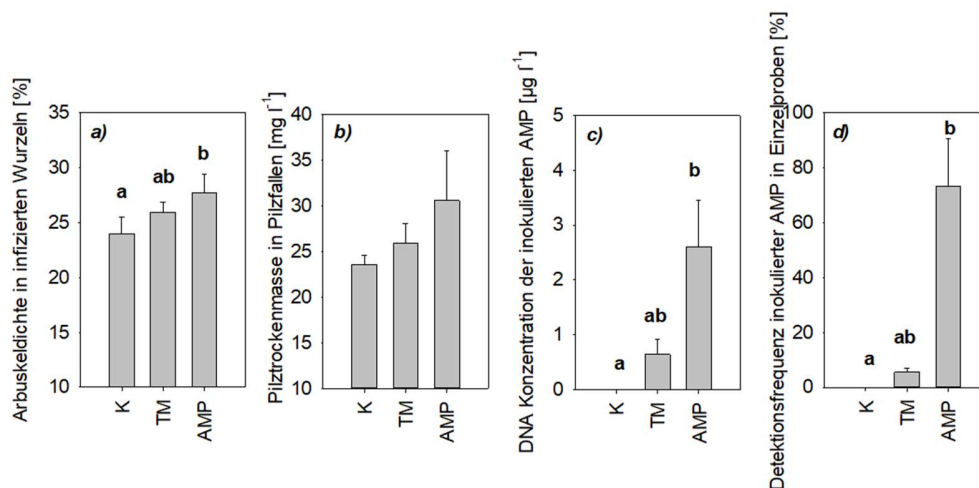 Arbuskeldichte in infizierten Wurzeln [%]
35
30
25
20
15
10
a)
a
ab
b
K
TM
AMP
Pilztrockenmasse in Pilzfallen [mg l⁻¹]
40
35
30
25
20
15
10
b)
K
TM
AMP
DNA Konzentration der inokulierten AMP [µg l⁻¹]
5
4
3
2
1
0
c)
a
ab
b
K
TM
AMP
Detektionsfrequenz inokulierter AMP in Einzelproben [%]
100
80
60
40
20
0
d)
a
ab
b
K
TM
AMP